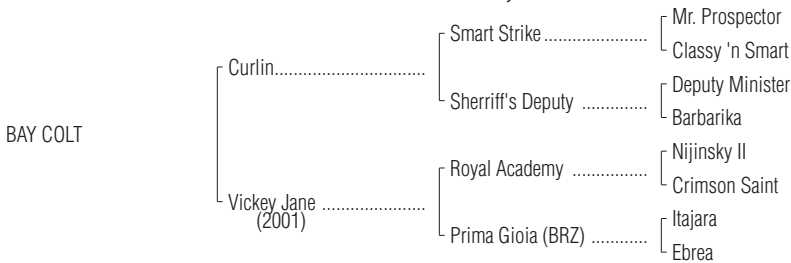 Mr. Prospector
Smart Strike......................
Classy 'n Smart
Curlin................................
Deputy Minister
Sherriff's Deputy ..............
Barbarika
BAY COLT
Nijinsky II
Royal Academy ................
Crimson Saint
Vickey Jane ......................
(2001)
Itajara
Prima Gioia (BRZ) ............
Ebrea